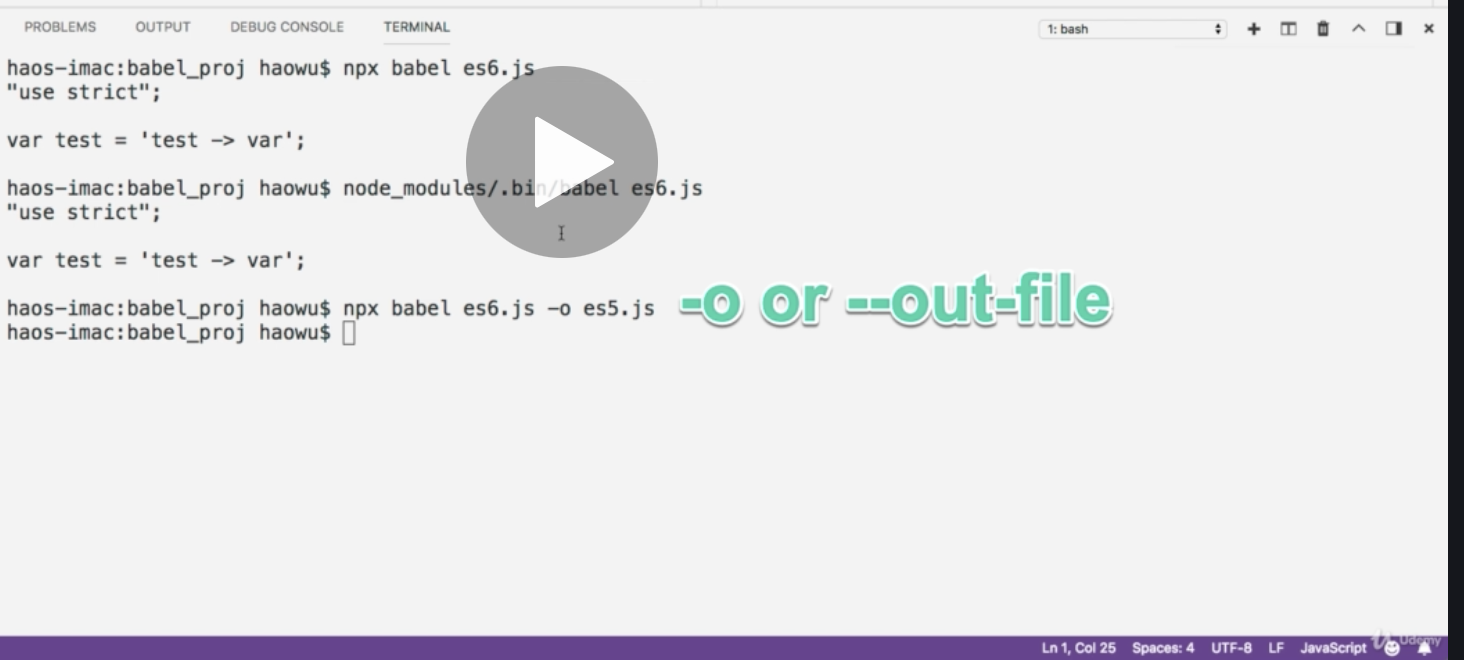 PROBLEMS OUTPUT DEBUG CONSOLE TERMINAL 1: bash
haos-imac:babel_proj haowu$ npx babel es6.js
"use strict";
var test = 'test -> var';
haos-imac:babel_proj haowu$ node_modules/.bin/babel es6.js
"use strict";
var test = 'test -> var';
haos-imac:babel_proj haowu$ npx babel es6.js -o es5.js
-o or --out-file
haos-imac:babel_proj haowu$
Ln 1, Col 25 Spaces: 4 UTF-8 LF JavaScript
Udemy